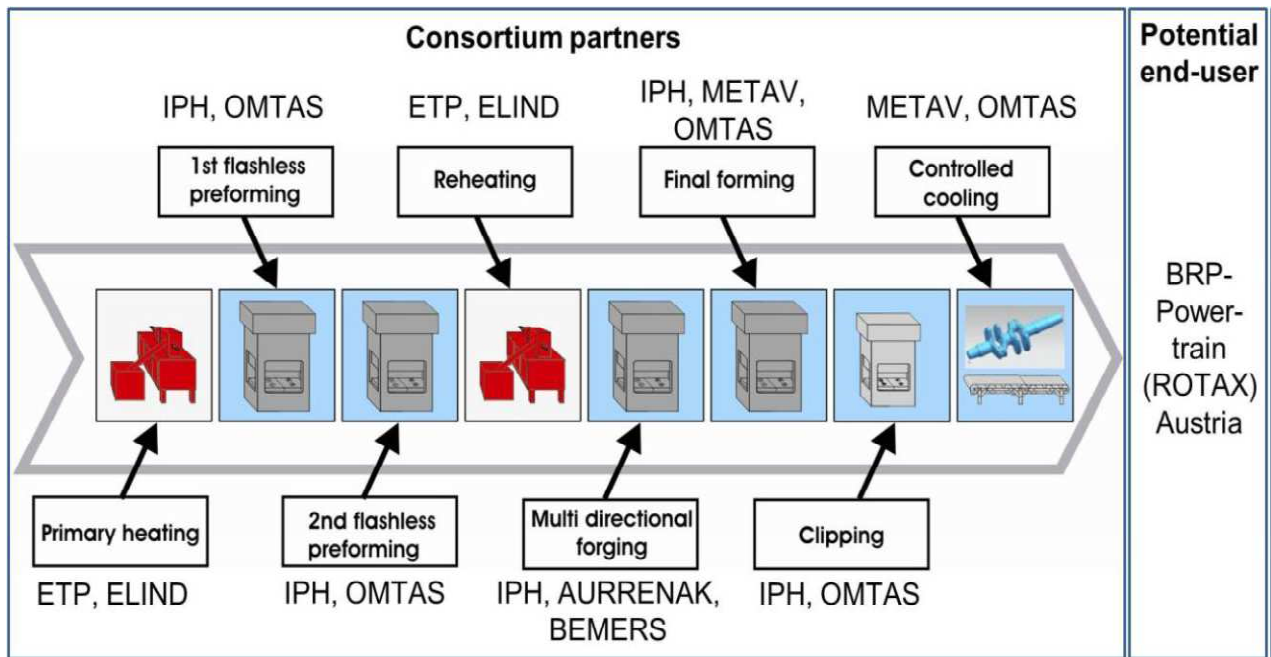 Consortium partners
Potential
end-user
IPH, OMTAS
ETP, ELIND
IPH, METAV,
OMTAS
METAV, OMTAS
1st flashless
preforming
Reheating
Final forming
Controlled
cooling
BRP-
Power-
train
(ROTAX)
Austria
Primary heating
2nd flashless
preforming
Multi directional
forging
Clipping
ETP, ELIND
IPH, OMTAS
IPH, AURRENAK,
BEMERS
IPH, OMTAS